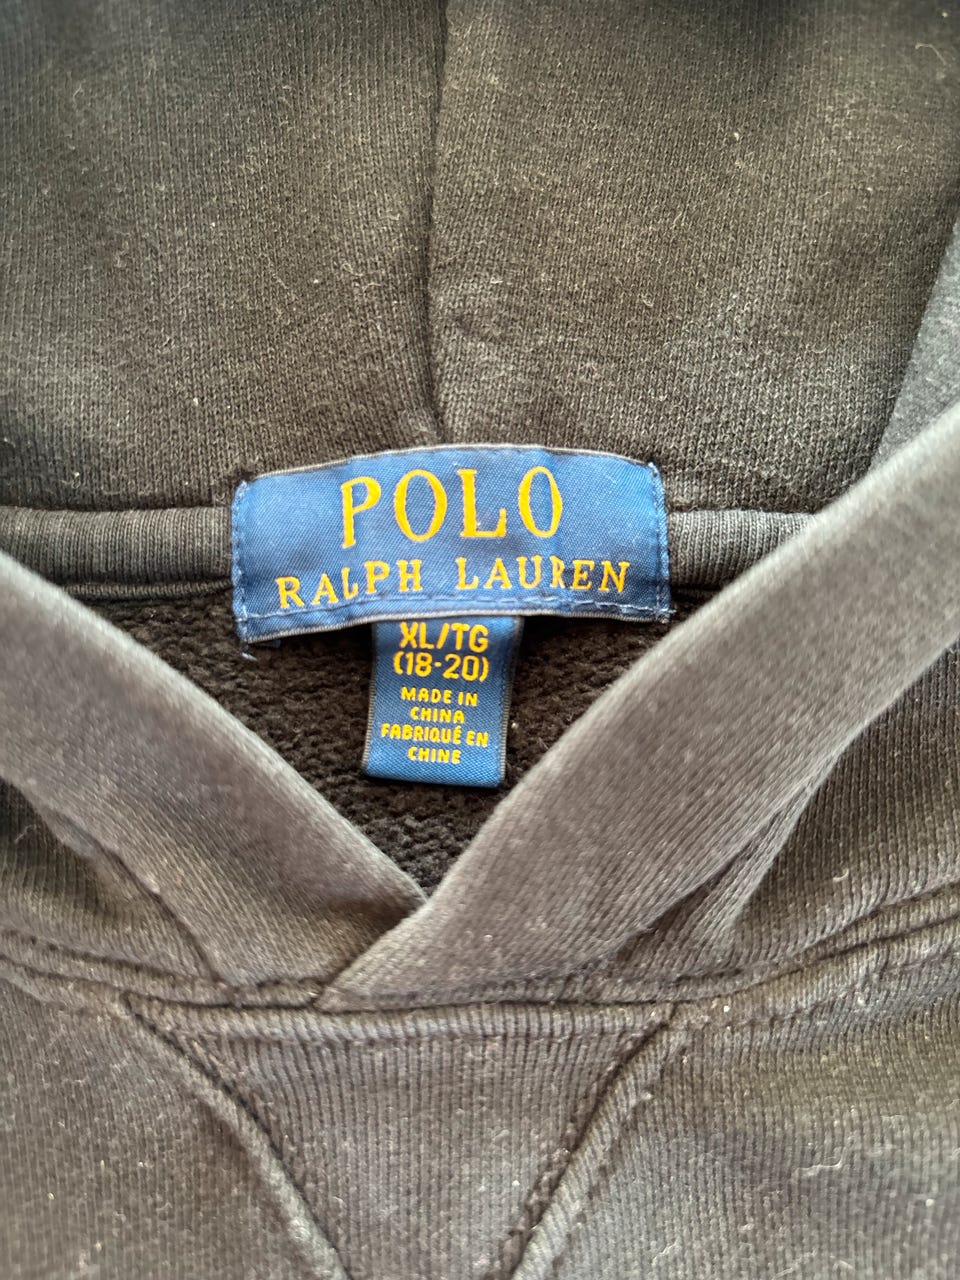 POLO
RALPH LAUREN
XL/TG
(18-20)
MADE IN
CHINA
FABRIQUÉ EN
CHINE